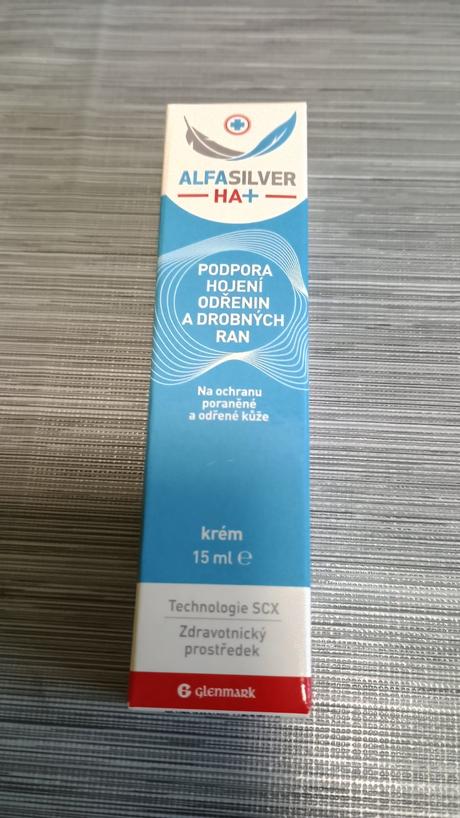 ALFASILVER
HA+
PODPORA
HOJENÍ
ODŘENIN
A DROBNÝCH
RAN
Na ochranu
poraněné
a odřené kůže
krém
15 ml ℮
Technologie SCX
Zdravotnický
prostředek
glenmark